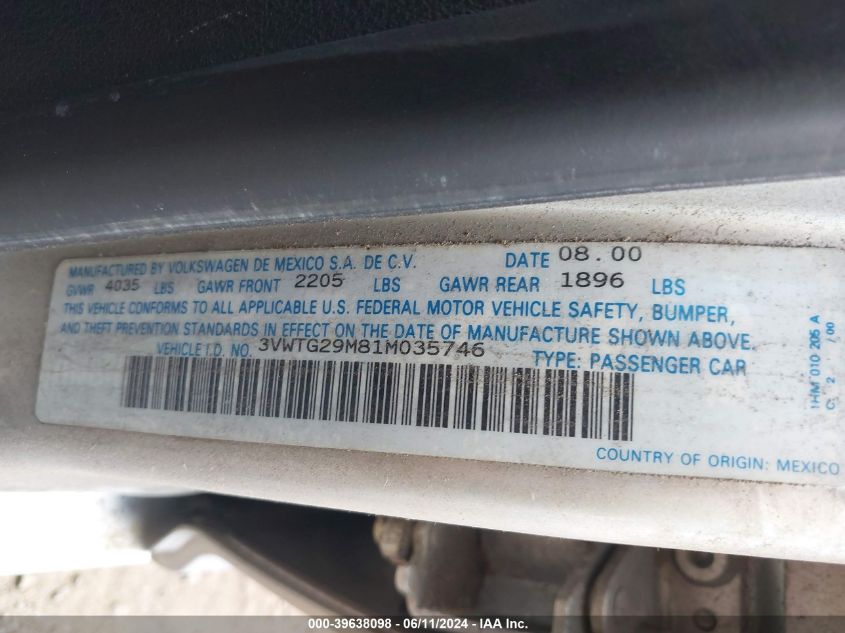 MANUFACTURED BY VOLKSWAGEN DE MEXICO S.A. DE C.V. DATE 08.00
GVWR 4035 LBS GAWR FRONT 2205 LBS GAWR REAR 1896 LBS
THIS VEHICLE CONFORMS TO ALL APPLICABLE U.S. FEDERAL MOTOR VEHICLE SAFETY, BUMPER,
AND THEFT PREVENTION STANDARDS IN EFFECT ON THE DATE OF MANUFACTURE SHOWN ABOVE.
VEHICLE I.D. NO. 3VWTG29M81M035746 TYPE: PASSENGER CAR
COUNTRY OF ORIGIN: MEXICO
1HM 010 205 A
C. 2 /00
000-39638098 - 06/11/2024 - IAA Inc.